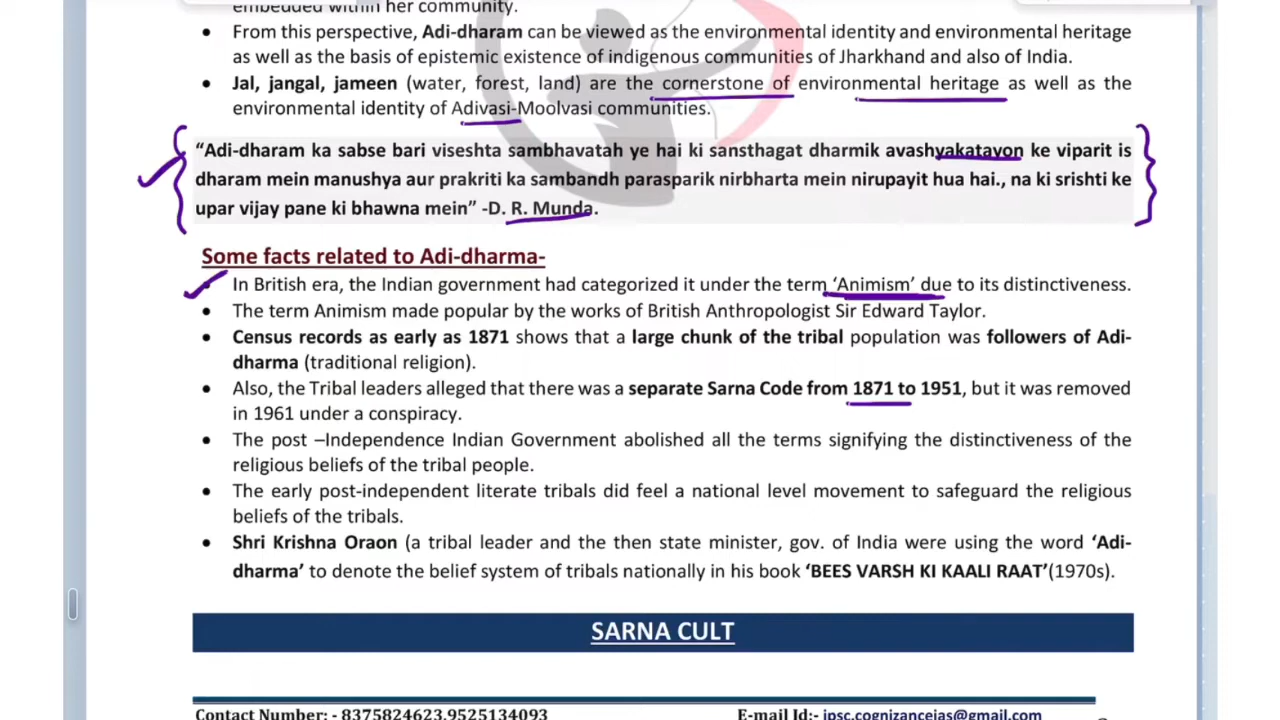 embedded within her community.
• From this perspective, Adi-dharam can be viewed as the environmental identity and environmental heritage
as well as the basis of epistemic existence of indigenous communities of Jharkhand and also of India.
• Jal, jangal, jameen (water, forest, land) are the cornerstone of environmental heritage as well as the
environmental identity of Adivasi-Moolvasi communities.
“Adi-dharam ka sabse bari viseshta sambhavatah ye hai ki sansthagat dharmik avashyakatayon ke viparit is
dharam mein manushya aur prakriti ka sambandh parasparik nirbharta mein nirupayit hua hai., na ki srishti ke
upar vijay pane ki bhawna mein” -D. R. Munda.
Some facts related to Adi-dharma-
• In British era, the Indian government had categorized it under the term ‘Animism’ due to its distinctiveness.
• The term Animism made popular by the works of British Anthropologist Sir Edward Taylor.
• Census records as early as 1871 shows that a large chunk of the tribal population was followers of Adi-
dharma (traditional religion).
• Also, the Tribal leaders alleged that there was a separate Sarna Code from 1871 to 1951, but it was removed
in 1961 under a conspiracy.
• The post –Independence Indian Government abolished all the terms signifying the distinctiveness of the
religious beliefs of the tribal people.
• The early post-independent literate tribals did feel a national level movement to safeguard the religious
beliefs of the tribals.
• Shri Krishna Oraon (a tribal leader and the then state minister, gov. of India were using the word ‘Adi-
dharma’ to denote the belief system of tribals nationally in his book ‘BEES VARSH KI KAALI RAAT’(1970s).
SARNA CULT
Contact Number: - 8375824623,9525134093 E-mail Id:- jpsc.cognizanceias@gmail.com